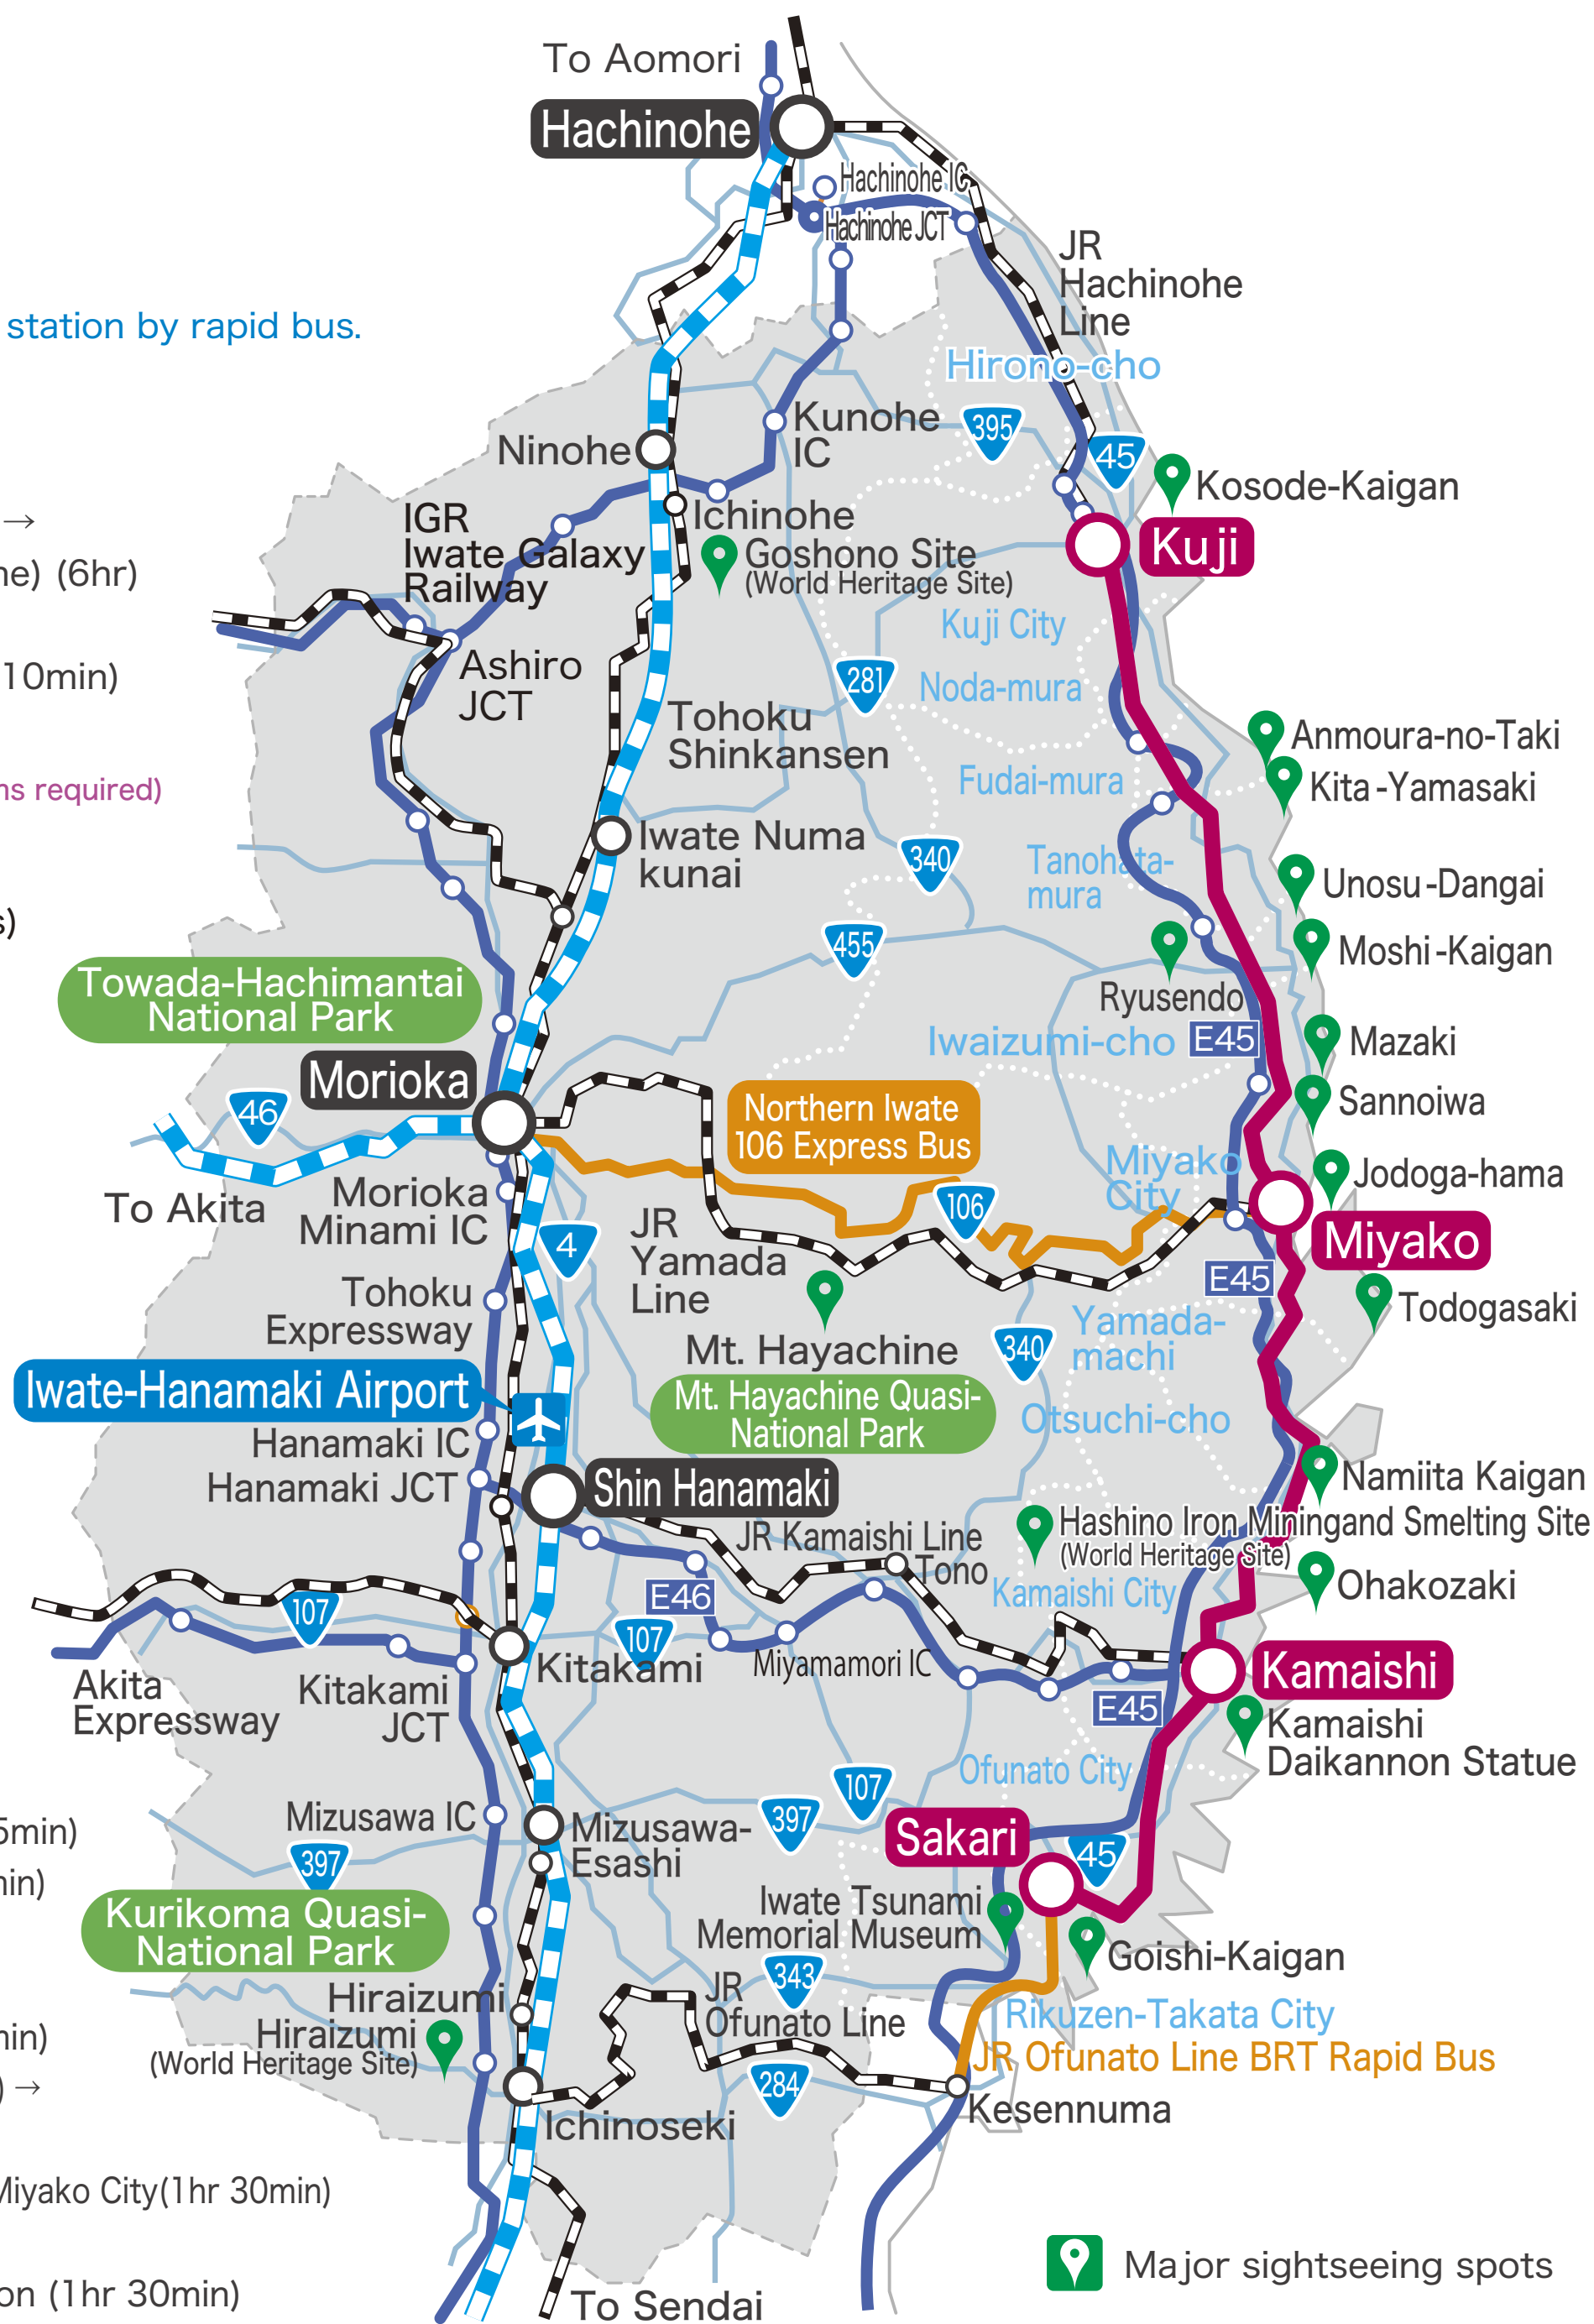 To Aomori
Hachinohe
Hachinohe IC
Hachinohe JCT
JR
Hachinohe
Line
station by rapid bus.
Hirono-cho
395
45
Kunohe
IC
Ninohe
Kosode-Kaigan
→
IGR
Iwate Galaxy
Railway
Ichinohe
Goshono Site
(World Heritage Site)
Kuji
ne) (6hr)
Kuji City
10min)
Ashiro
JCT
281
Noda-mura
Tohoku
Shinkansen
Anmoura-no-Taki
Fudai-mura
Kita-Yamasaki
ns required)
Iwate Numa
kunai
340
Tanohata-
mura
Unosu-Dangai
s)
455
Moshi-Kaigan
Towada-Hachimantai
National Park
Ryusendo
Iwaizumi-cho
E45
Mazaki
Morioka
46
Northern Iwate
106 Express Bus
Sannoiwa
Miyako
City
Jodoga-hama
To Akita
Morioka
Minami IC
106
4
JR
Yamada
Line
Miyako
E45
Tohoku
Expressway
Todogasaki
Yamada-
machi
340
Mt. Hayachine
Iwate-Hanamaki Airport
Mt. Hayachine Quasi-
National Park
Otsuchi-cho
Hanamaki IC
Hanamaki JCT
Shin Hanamaki
Namiita Kaigan
Hashino Iron Miningand Smelting Site
(World Heritage Site)
JR Kamaishi Line
Tono
Kamaishi City
Ohakozaki
E46
107
107
Kitakami
Miyamamori IC
Kamaishi
Akita
Expressway
Kitakami
JCT
E45
Kamaishi
Daikannon Statue
Ofunato City
107
5min)
Mizusawa IC
Mizusawa-
Esashi
397
Sakari
45
397
min)
Kurikoma Quasi-
National Park
Iwate Tsunami
Memorial Museum
Goishi-Kaigan
343
JR
Ofunato Line
Hiraizumi
Hiraizumi
(World Heritage Site)
Rikuzen-Takata City
min)
JR Ofunato Line BRT Rapid Bus
) →
284
Kesennuma
Ichinoseki
Miyako City(1hr 30min)
Major sightseeing spots
on (1hr 30min)
To Sendai